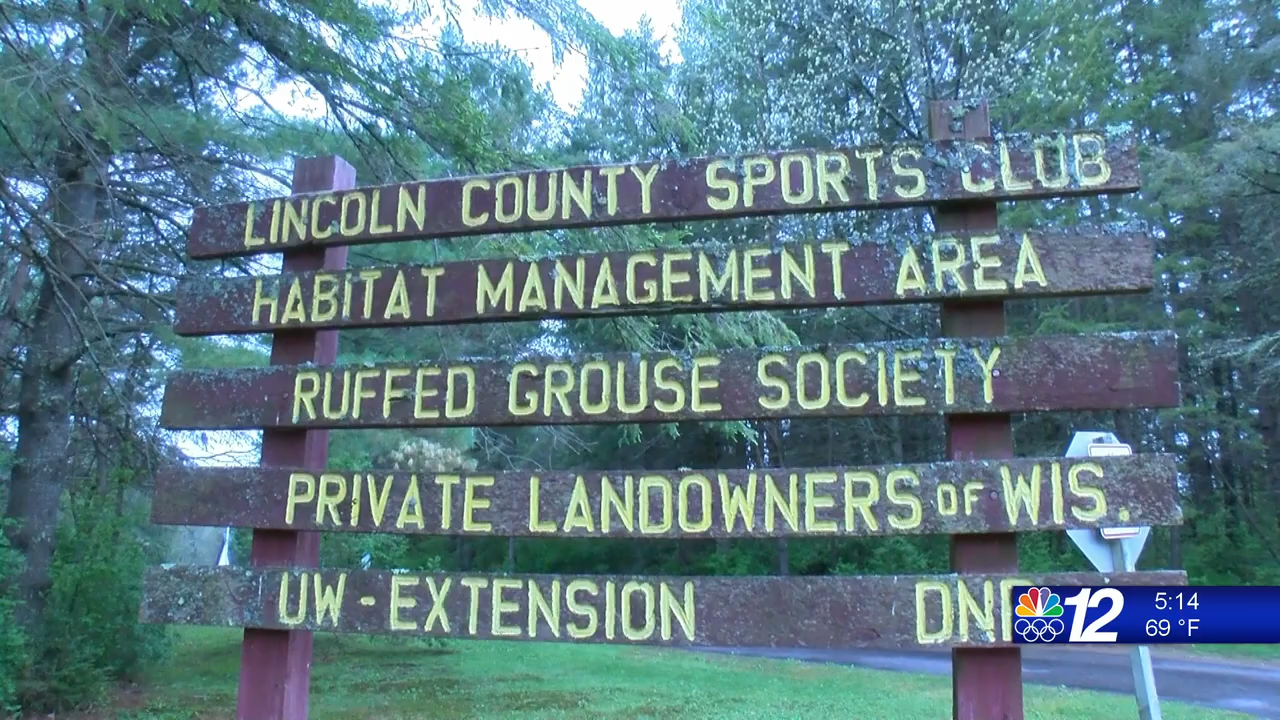 LINCOLN COUNTY SPORTS CLUB
HABITAT MANAGEMENT AREA
RUFFED GROUSE SOCIETY
PRIVATE LANDOWNERS OF WIS.
UW-EXTENSION DNR
12
5:14
69 °F